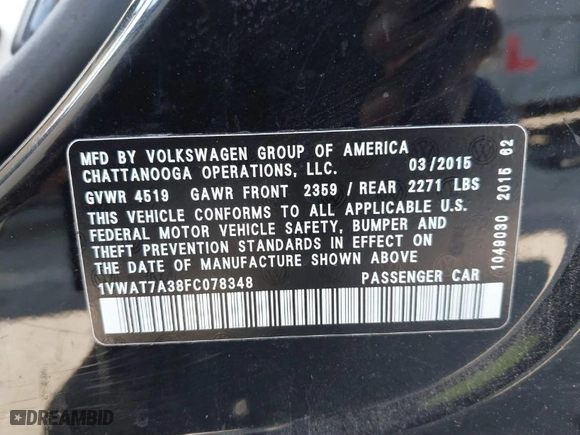 MFD BY VOLKSWAGEN GROUP OF AMERICA
CHATTANOOGA OPERATIONS, LLC. 03/2015
GVWR 4519 GAWR FRONT 2359 / REAR 2271 LBS
THIS VEHICLE CONFORMS TO ALL APPLICABLE U.S.
FEDERAL MOTOR VEHICLE SAFETY, BUMPER AND
THEFT PREVENTION STANDARDS IN EFFECT ON
THE DATE OF MANUFACTURE SHOWN ABOVE
1VWAT7A38FC078348 PASSENGER CAR
1049030 2015 62
DREAMBID